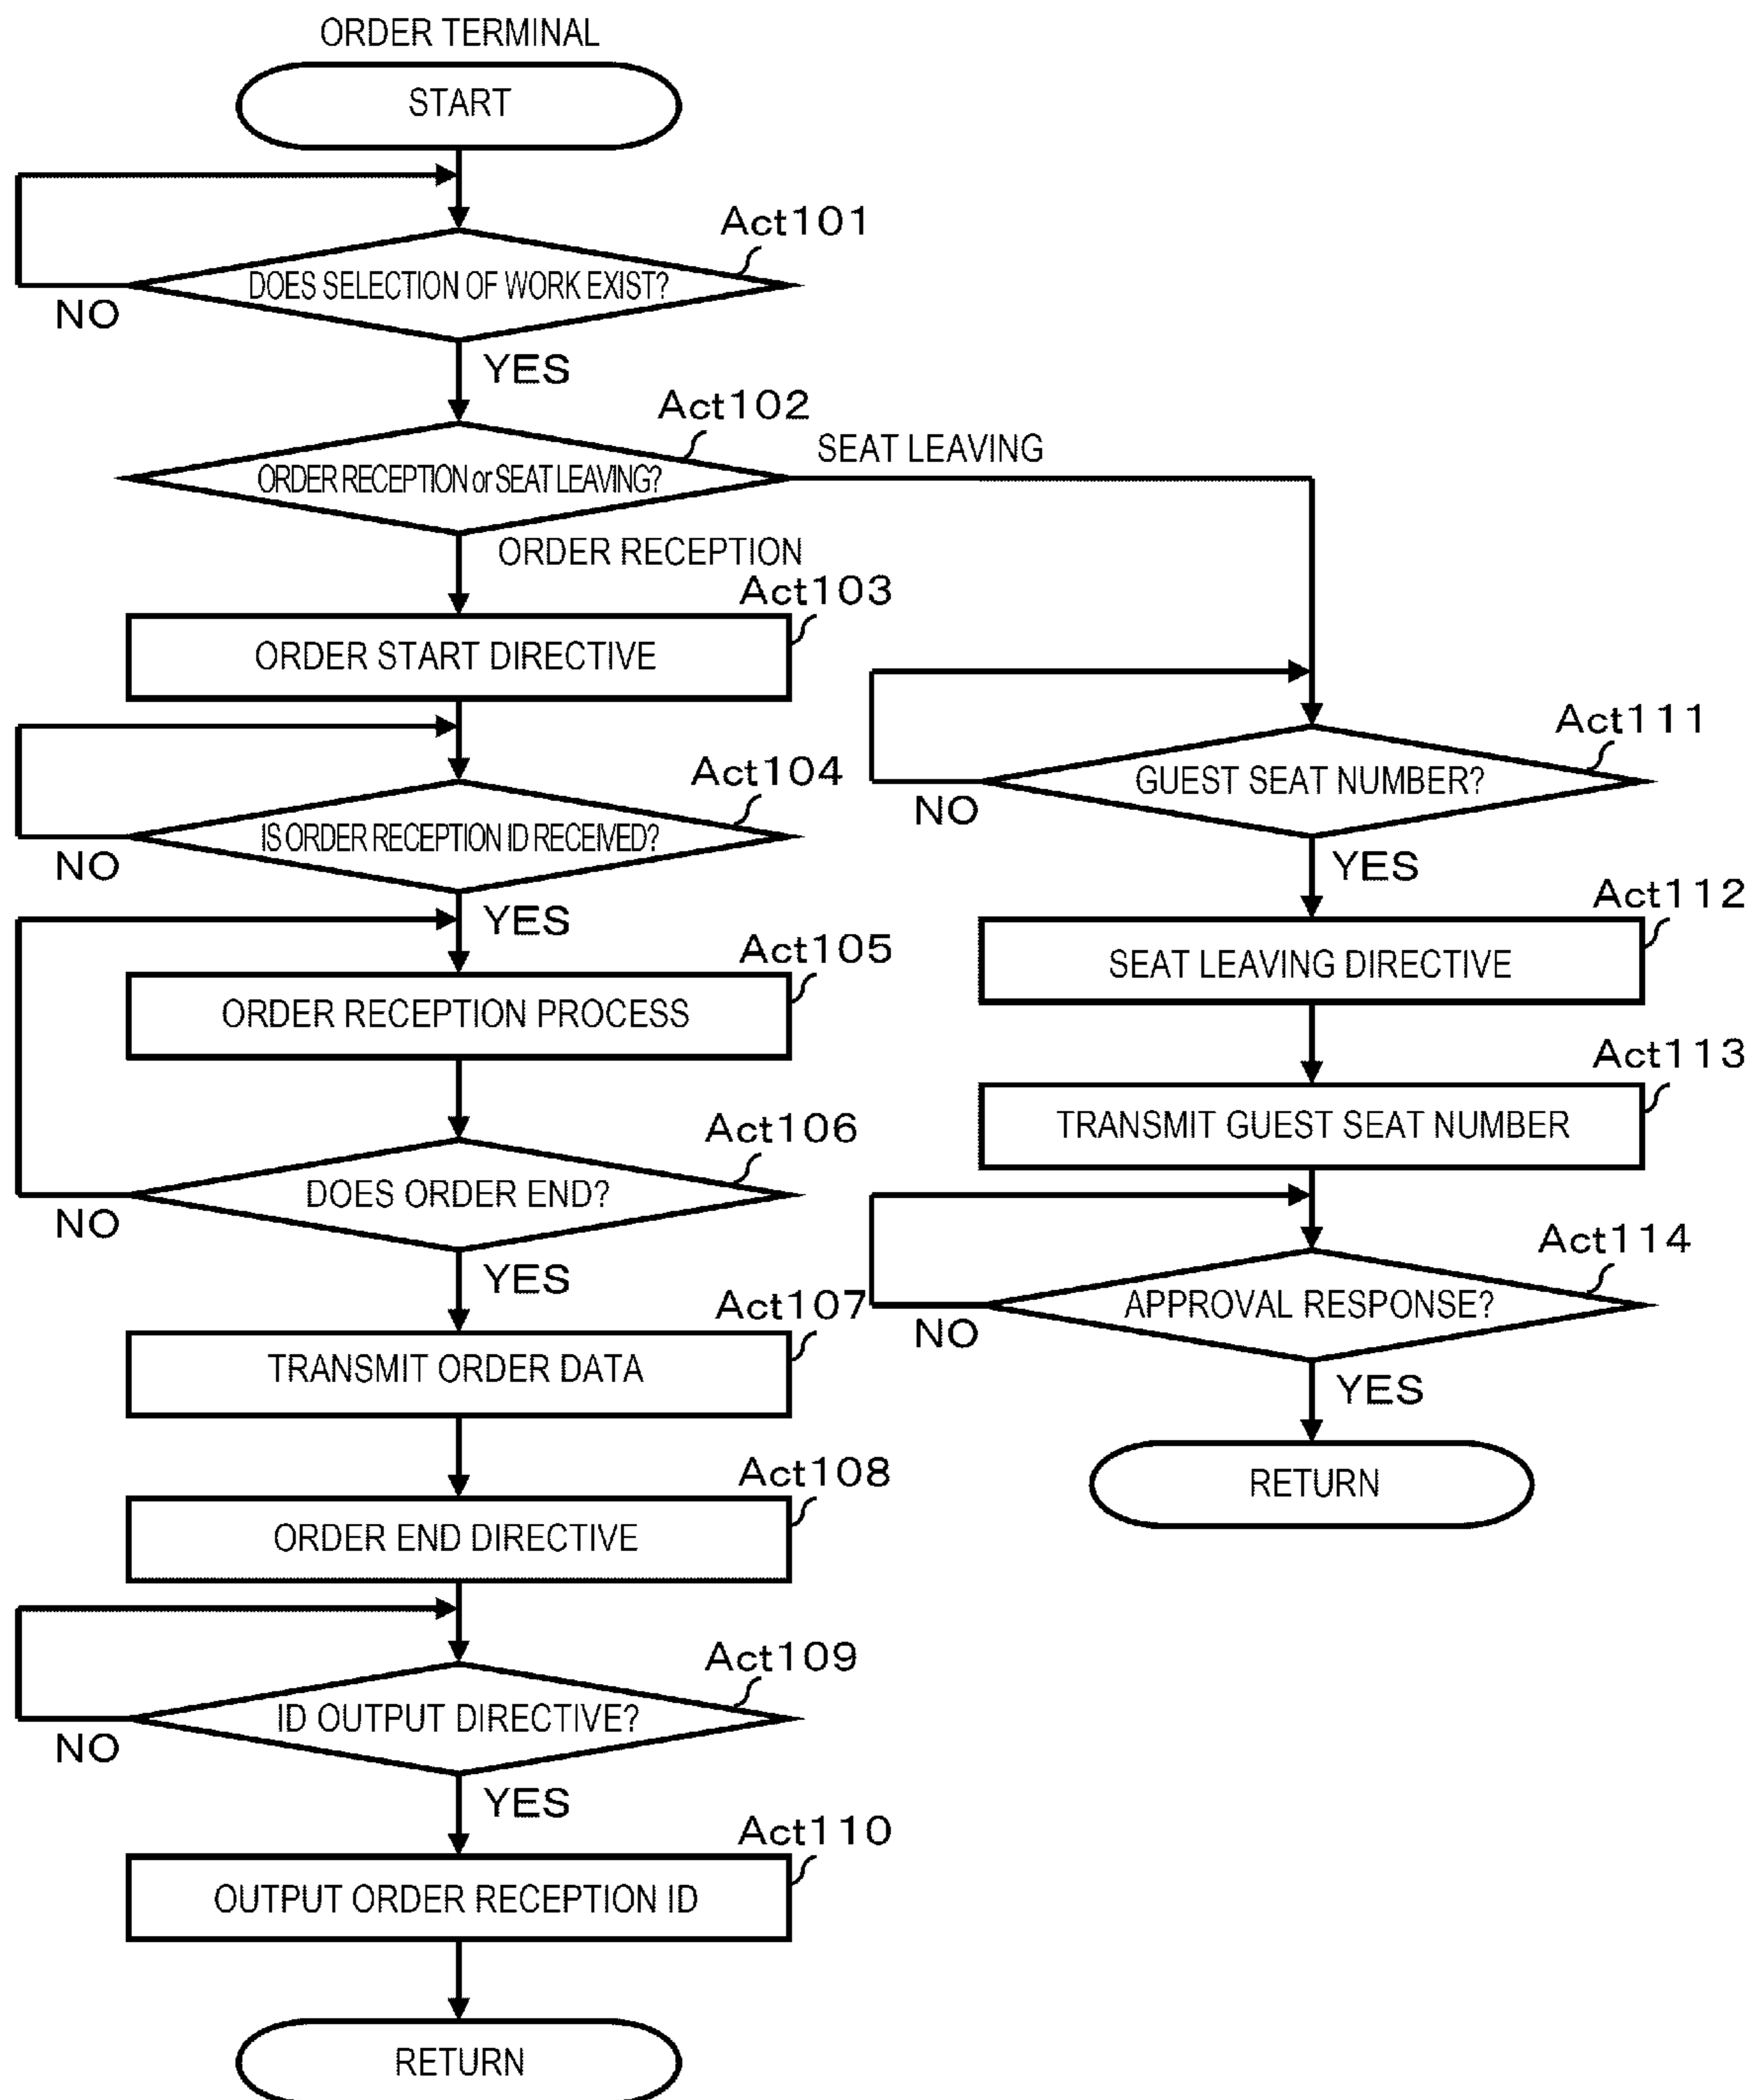 ORDER TERMINAL
START
Act101
DOES SELECTION OF WORK EXIST?
NO
YES
Act102
ORDER RECEPTION or SEAT LEAVING?
SEAT LEAVING
ORDER RECEPTION
Act103
ORDER START DIRECTIVE
Act104
IS ORDER RECEPTION ID RECEIVED?
NO
YES
Act105
ORDER RECEPTION PROCESS
Act106
DOES ORDER END?
NO
YES
Act107
TRANSMIT ORDER DATA
Act108
ORDER END DIRECTIVE
Act109
ID OUTPUT DIRECTIVE?
NO
YES
Act110
OUTPUT ORDER RECEPTION ID
RETURN
Act111
GUEST SEAT NUMBER?
NO
YES
Act112
SEAT LEAVING DIRECTIVE
Act113
TRANSMIT GUEST SEAT NUMBER
Act114
APPROVAL RESPONSE?
NO
YES
RETURN